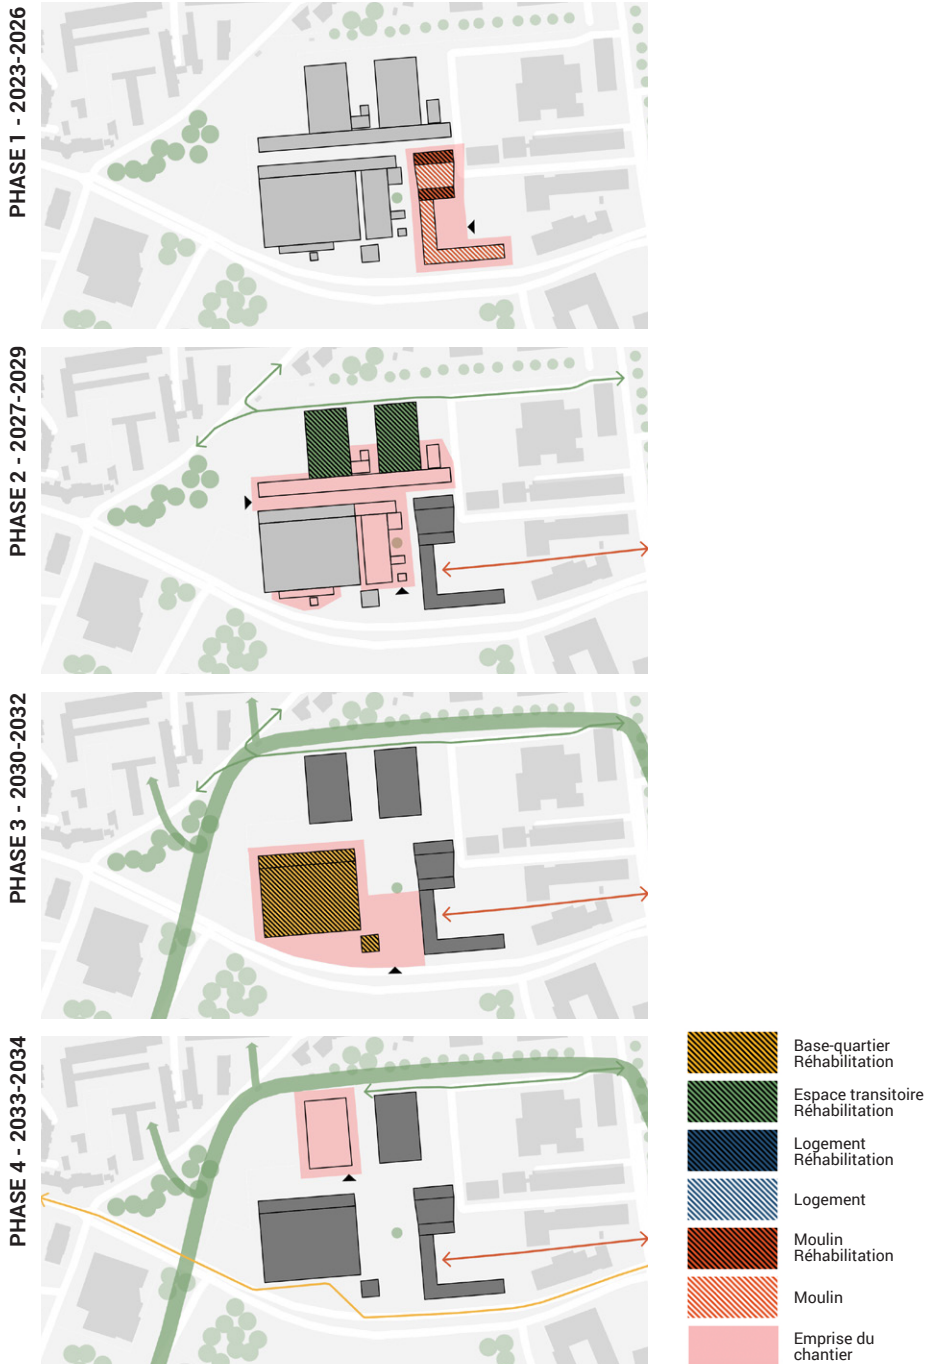 PHASE 1 - 2023-2026
PHASE 2 - 2027-2029
PHASE 3 - 2030-2032
PHASE 4 - 2033-2034
Base-quartier
Réhabilitation
Espace transitoire
Réhabilitation
Logement
Réhabilitation
Logement
Moulin
Réhabilitation
Moulin
Emprise du
chantier